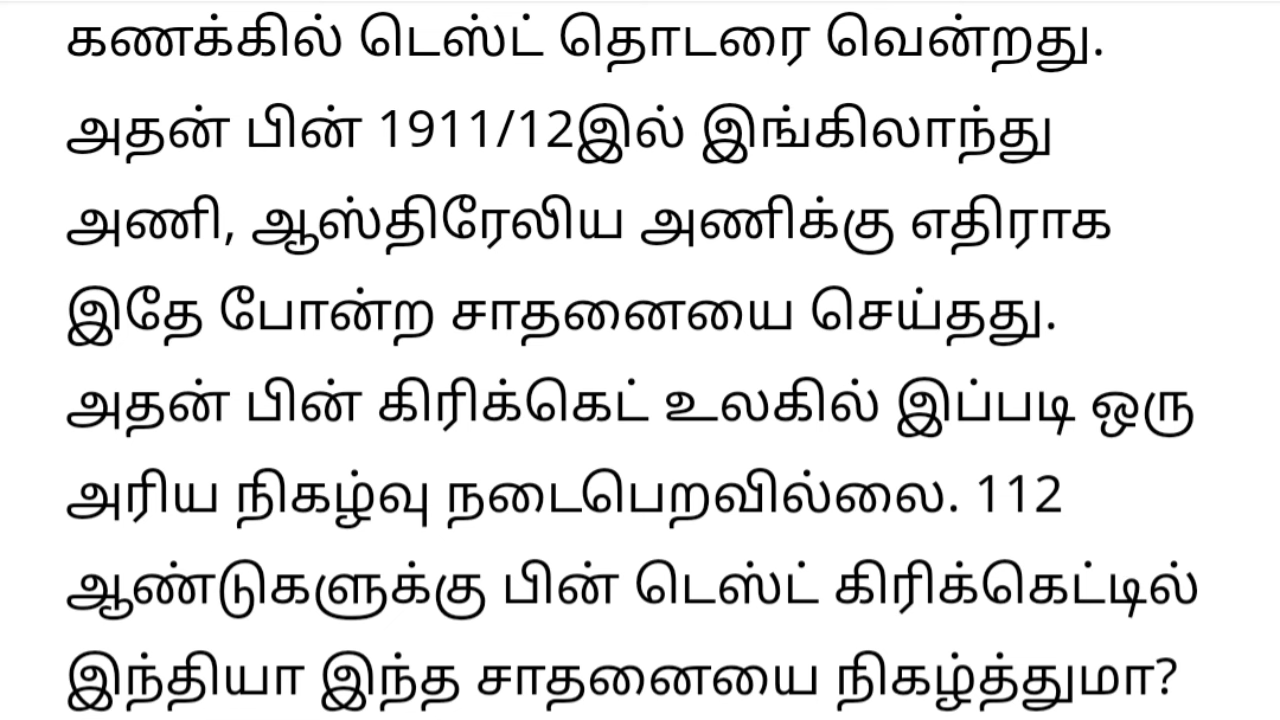 கணக்கில் டெஸ்ட் தொடரை வென்றது.
அதன் பின் 1911/12இல் இங்கிலாந்து
அணி, ஆஸ்திரேலிய அணிக்கு எதிராக
இதே போன்ற சாதனையை செய்தது.
அதன் பின் கிரிக்கெட் உலகில் இப்படி ஒரு
அரிய நிகழ்வு நடைபெறவில்லை. 112
ஆண்டுகளுக்கு பின் டெஸ்ட் கிரிக்கெட்டில்
இந்தியா இந்த சாதனையை நிகழ்த்துமா?